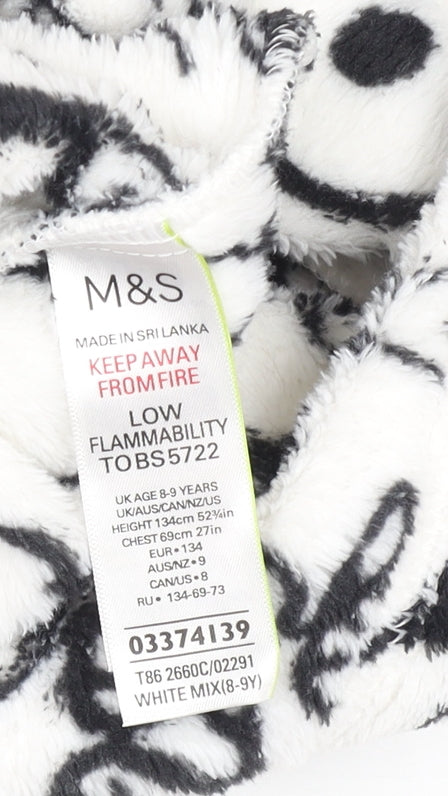 M&S
MADE IN SRI LANKA
KEEP AWAY
FROM FIRE
LOW
FLAMMABILITY
TO BS5722
UK AGE 8-9 YEARS
UK/AUS/CAN/NZ/US
HEIGHT 134cm 52¾in
CHEST 69cm 27in
EUR•134
AUS/NZ•9
CAN/US•8
RU• 134-69-73
03374139
T86 2660C/02291
WHITE MIX(8-9Y)